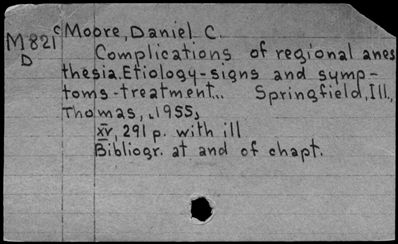 M821 c Moore, Daniel C.
D Complications of regional anes
thesia. Etiology-signs and symp-
toms-treatment.. Springfield, Ill.,
Thomas, 1955,
xv, 291 p. with ill
Bibliogr. at and of chapt.